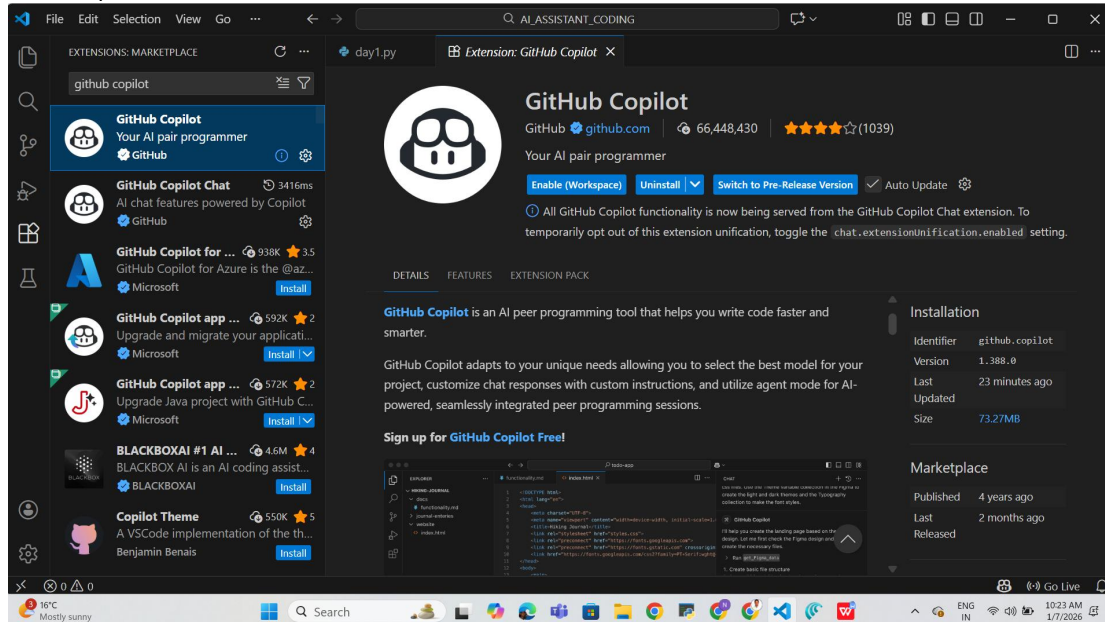 File Edit Selection View Go ··· AI_ASSISTANT_CODING
EXTENSIONS: MARKETPLACE
github copilot
GitHub Copilot
Your AI pair programmer
GitHub
GitHub Copilot Chat 3416ms
AI chat features powered by Copilot
GitHub
GitHub Copilot for ... 938K 3.5
GitHub Copilot for Azure is the @az...
Microsoft Install
GitHub Copilot app ... 592K 2
Upgrade and migrate your applicati...
Microsoft Install
GitHub Copilot app ... 572K 2
Upgrade Java project with GitHub C...
Microsoft Install
BLACKBOXAI #1 AI ... 4.6M 4
BLACKBOX AI is an AI coding assist...
BLACKBOXAI Install
Copilot Theme 550K 5
A VSCode implementation of the th...
Benjamin Benais Install
day1.py Extension: GitHub Copilot
GitHub Copilot
GitHub github.com 66,448,430 (1039)
Your AI pair programmer
Enable (Workspace) Uninstall Switch to Pre-Release Version Auto Update
All GitHub Copilot functionality is now being served from the GitHub Copilot Chat extension. To
temporarily opt out of this extension unification, toggle the chat.extensionUnification.enabled setting.
DETAILS FEATURES EXTENSION PACK
GitHub Copilot is an AI peer programming tool that helps you write code faster and
smarter.
GitHub Copilot adapts to your unique needs allowing you to select the best model for your
project, customize chat responses with custom instructions, and utilize agent mode for AI-
powered, seamlessly integrated peer programming sessions.
Sign up for GitHub Copilot Free!
Installation
Identifier github.copilot
Version 1.388.0
Last 23 minutes ago
Updated
Size 73.27MB
Marketplace
Published 4 years ago
Last 2 months ago
Released
0 0 Go Live
16°C
Mostly sunny
Search
ENG
IN
10:23 AM
1/7/2026